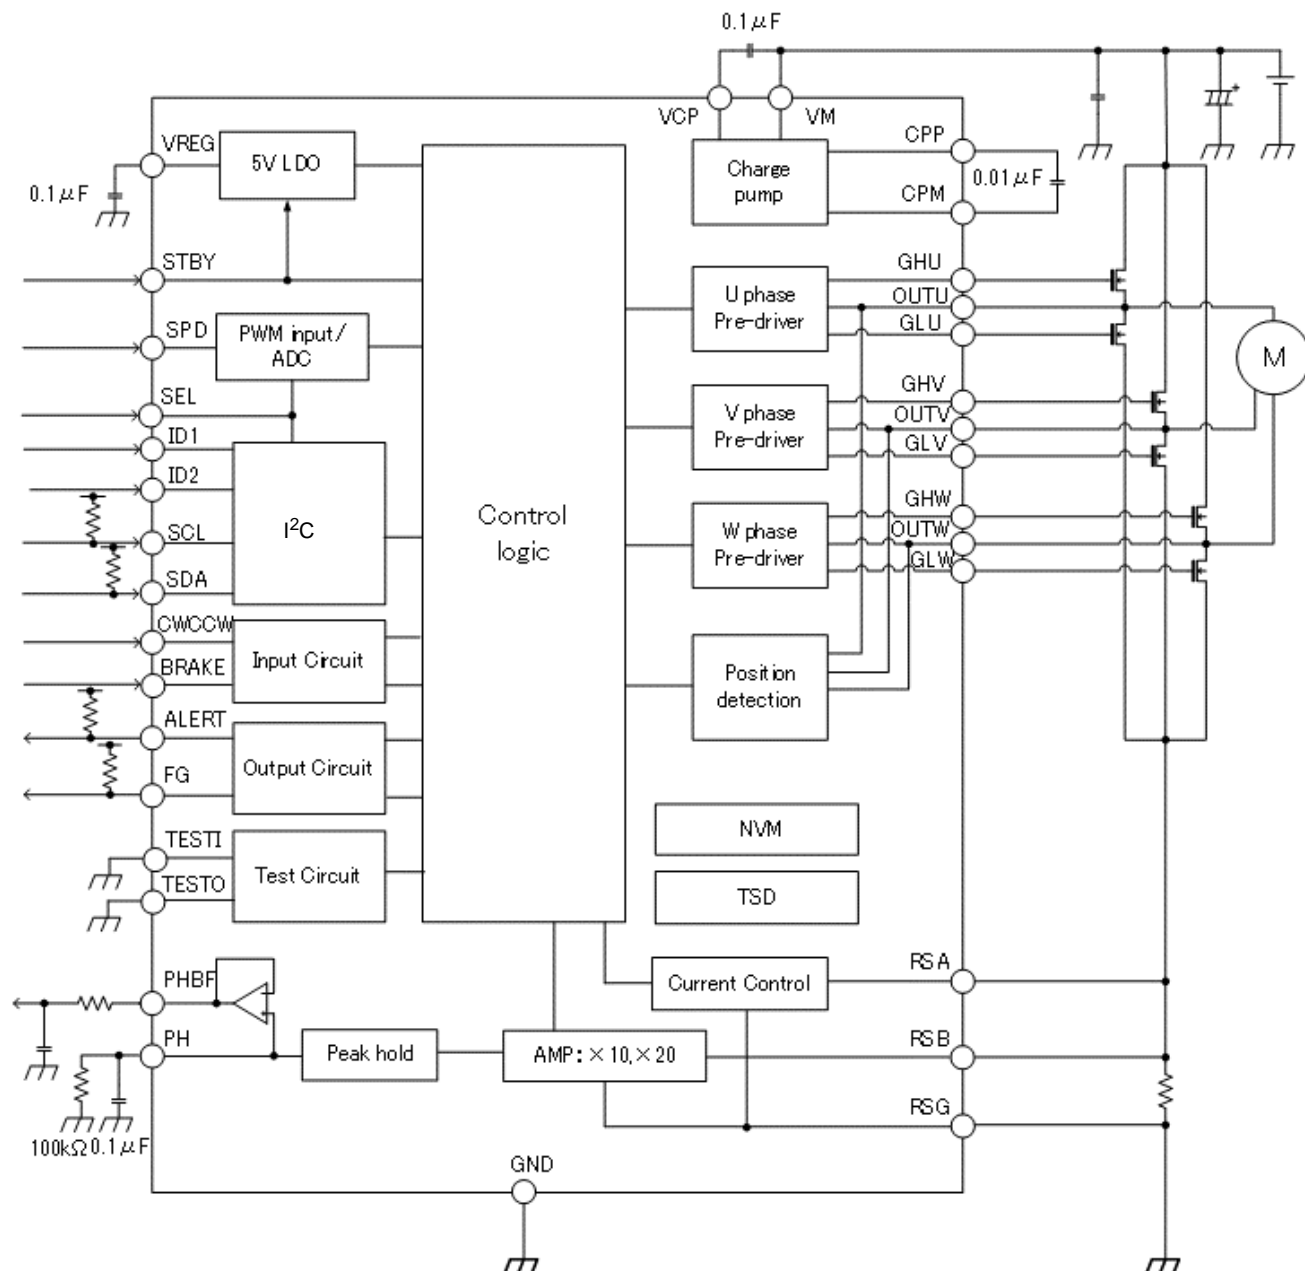 0.1μF
VCP
VM
VREG
5V LDO
0.1μF
Charge
pump
CPP
0.01μF
CPM
STBY
GHU
U phase
Pre-driver
OUTU
GLU
SPD
PWM input/
ADC
M
SEL
GHV
V phase
Pre-driver
OUTV
GLV
ID1
ID2
I²C
SCL
SDA
Control
logic
GHW
W phase
Pre-driver
OUTW
GLW
CWCCW
Input Circuit
BRAKE
Position
detection
ALERT
Output Circuit
FG
NVM
TESTI
Test Circuit
TESTO
TSD
PHBF
Current Control
RSA
PH
Peak hold
AMP:×10,×20
RSB
RSG
100kΩ
0.1μF
GND